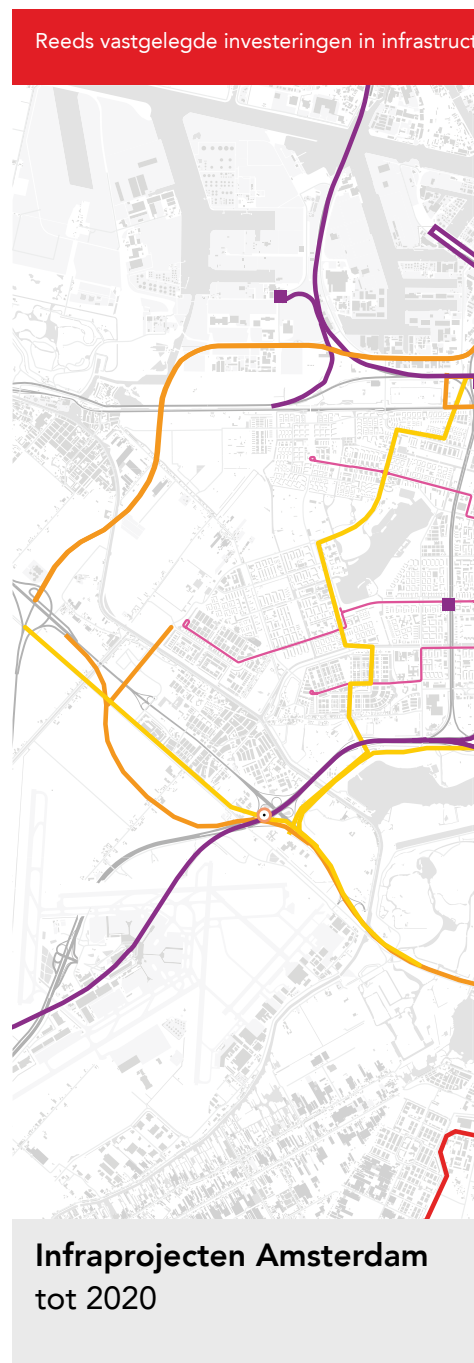 Reeds vastgelegde investeringen in infrastruct
Infraprojecten Amsterdam
tot 2020